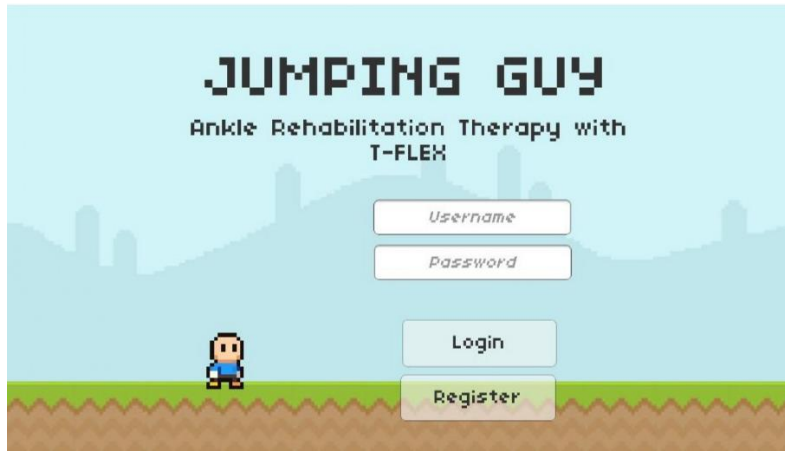 JUMPING GUY
Ankle Rehabilitation Therapy with
T-FLEX
Username
Password
Login
Register